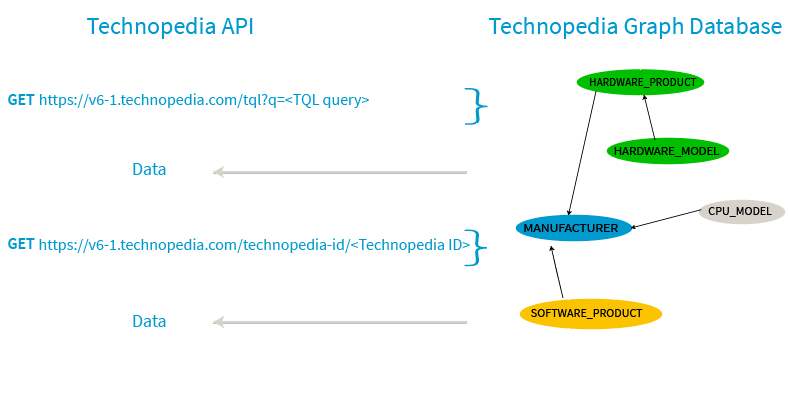 Technopedia API
Technopedia Graph Database
GET https://v6-1.technopedia.com/tql?q=<TQL query>
Data
GET https://v6-1.technopedia.com/technopedia-id/<Technopedia ID>
Data
HARDWARE_PRODUCT
HARDWARE_MODEL
CPU_MODEL
MANUFACTURER
SOFTWARE_PRODUCT